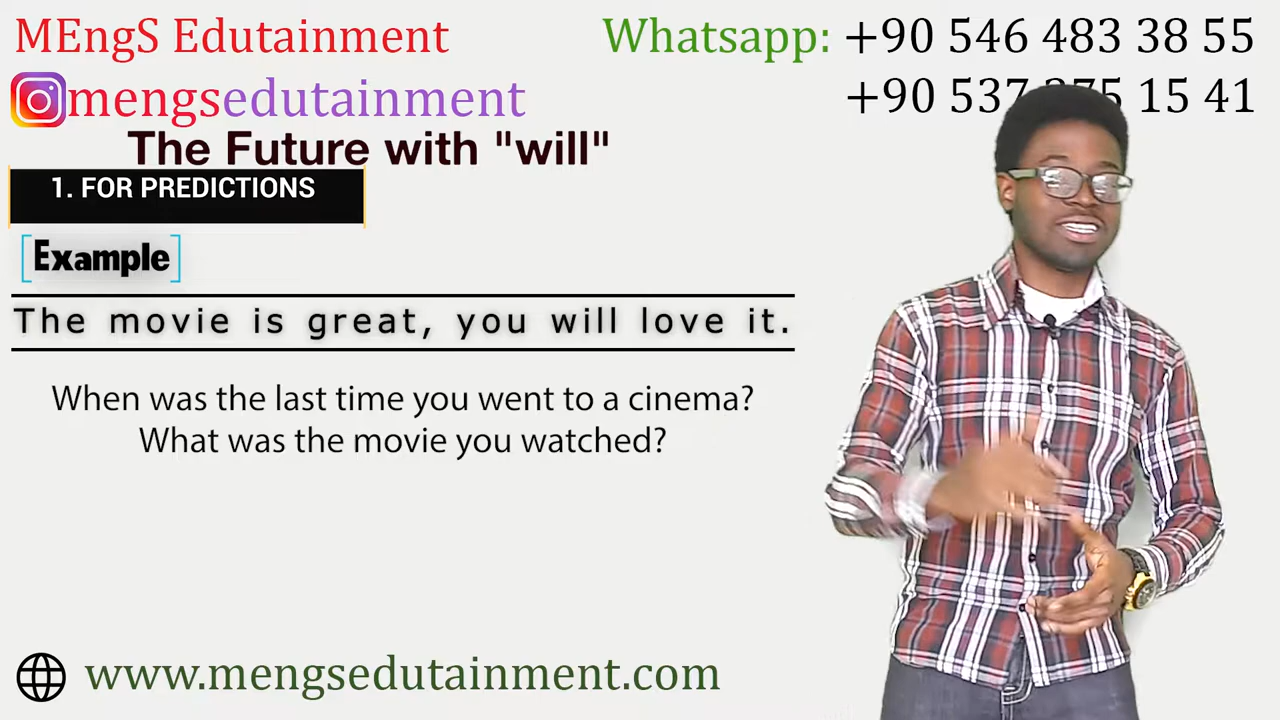 MEngS Edutainment
Whatsapp: +90 546 483 38 55
mengsedutainment
+90 537 15 41
The Future with "will"
1. FOR PREDICTIONS
[Example]
The movie is great, you will love it.
When was the last time you went to a cinema?
What was the movie you watched?
www.mengsedutainment.com